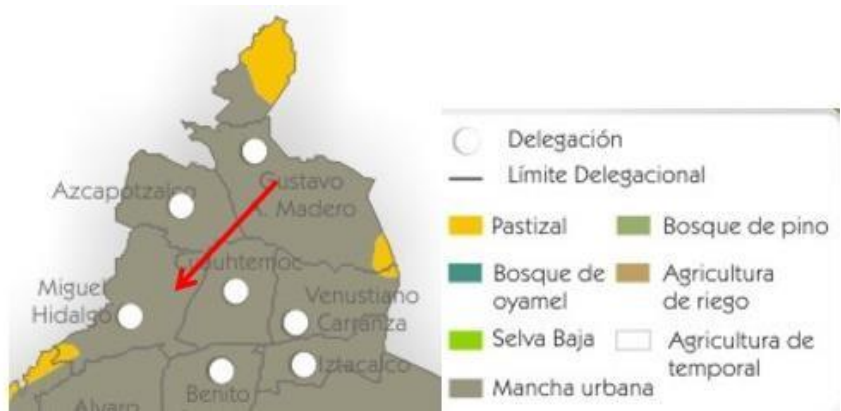 Azcapotzalco
Gustavo
A. Madero
Cuauhtemoc
Miguel
Hidalgo
Venustiano
Carranza
Iztacalco
Benito
Alvaro
Delegación
Límite Delegacional
Pastizal
Bosque de pino
Bosque de
oyamel
Agricultura
de riego
Selva Baja
Agricultura de
temporal
Mancha urbana